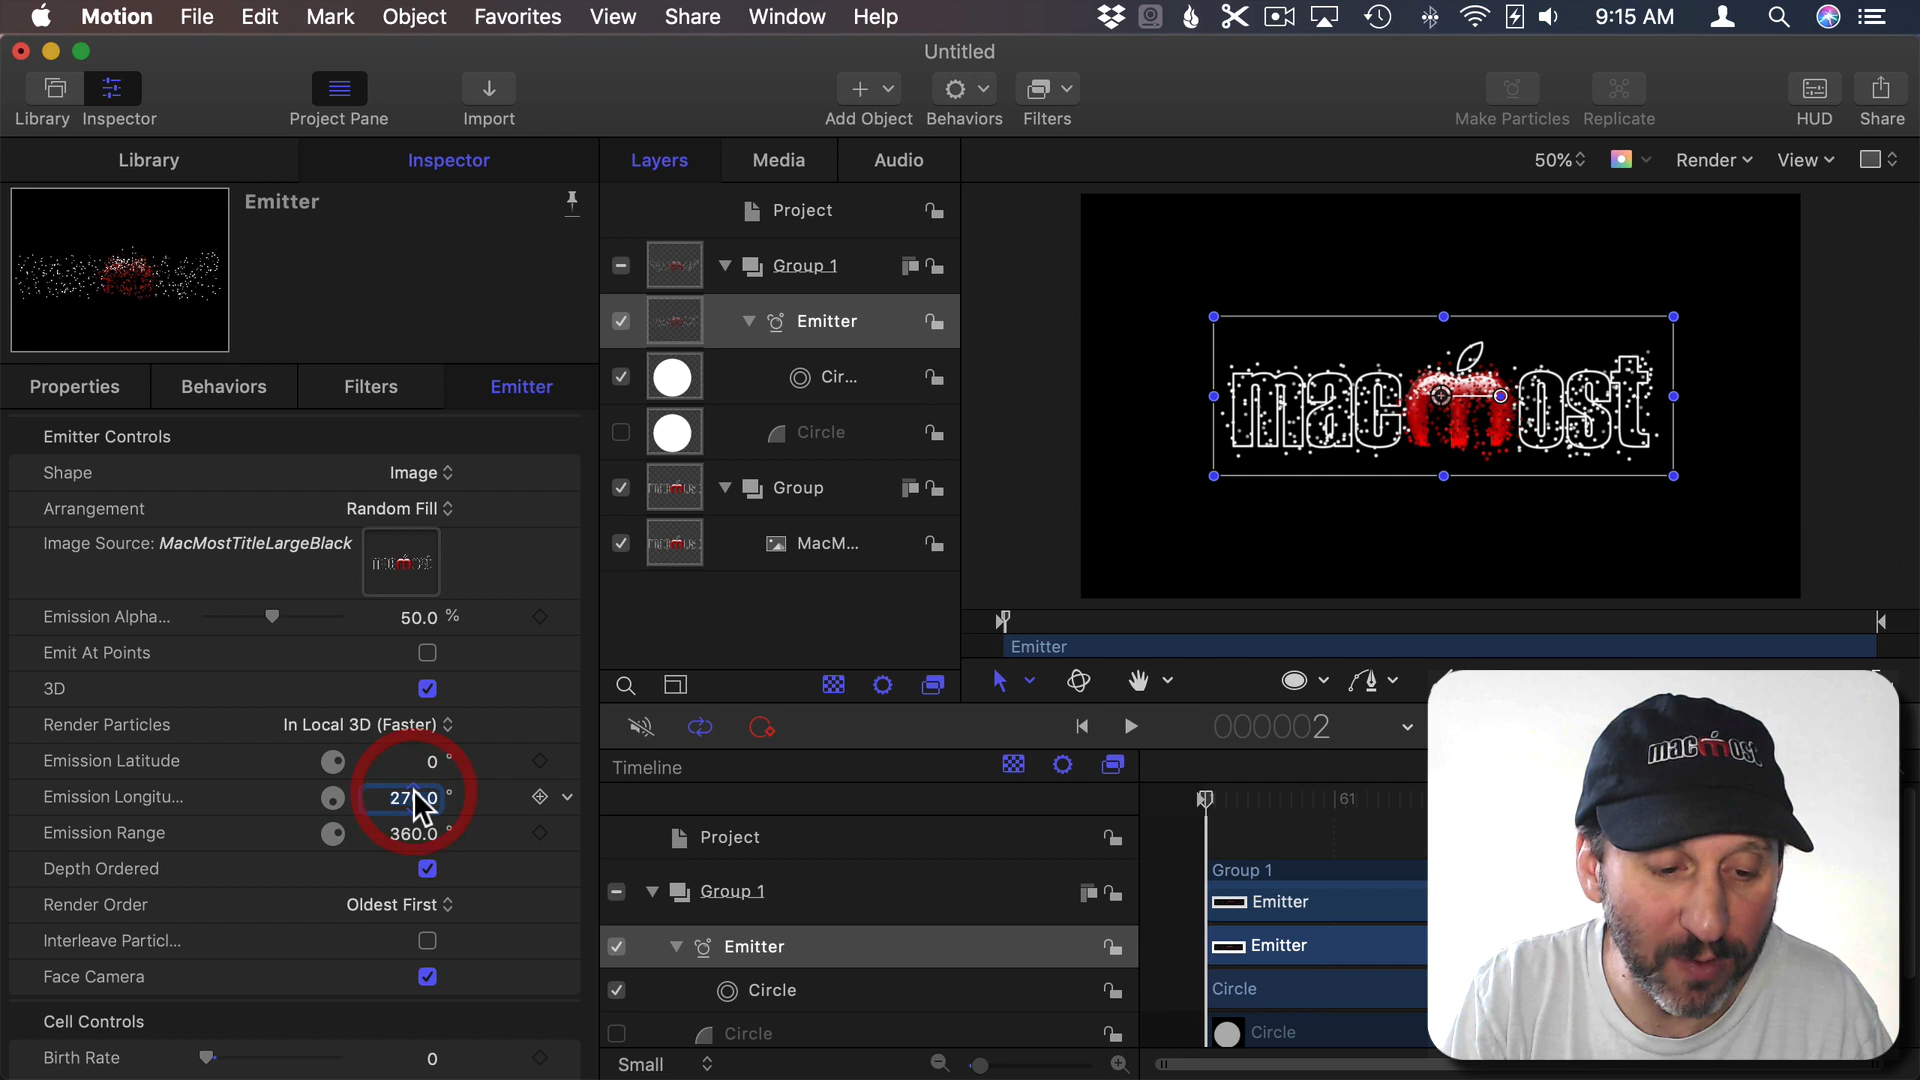 Motion File Edit Mark Object Favorites View Share Window Help 9:15 AM
Untitled
Library Inspector Project Pane Import Add Object Behaviors Filters Make Particles Replicate HUD Share
Library Inspector Layers Media Audio 50% Render View
Emitter
Project
Group 1
Emitter
Cir...
Circle
Group
MacM...
macmost
Emitter
Properties Behaviors Filters Emitter
Emitter Controls
Shape Image
Arrangement Random Fill
Image Source: MacMostTitleLargeBlack
Emission Alpha... 50.0 %
Emit At Points
3D
Render Particles In Local 3D (Faster)
Emission Latitude 0 °
Emission Longitu... °
Emission Range 360.0 °
Depth Ordered
Render Order Oldest First
Interleave Particl...
Face Camera
Cell Controls
Birth Rate 0
000002
Timeline
61
Project
Group 1
Group 1
Emitter
Emitter
Emitter
Circle
Circle
Circle
Circle
Small
macmost